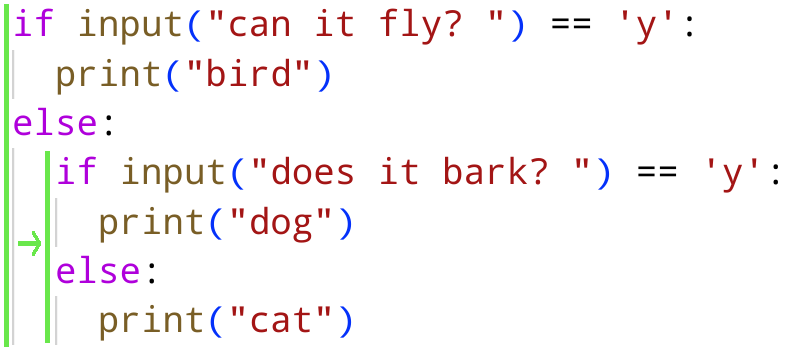 if input("can it fly? ") == 'y':
  print("bird")
else:
  if input("does it bark? ") == 'y':
    print("dog")
  else:
    print("cat")